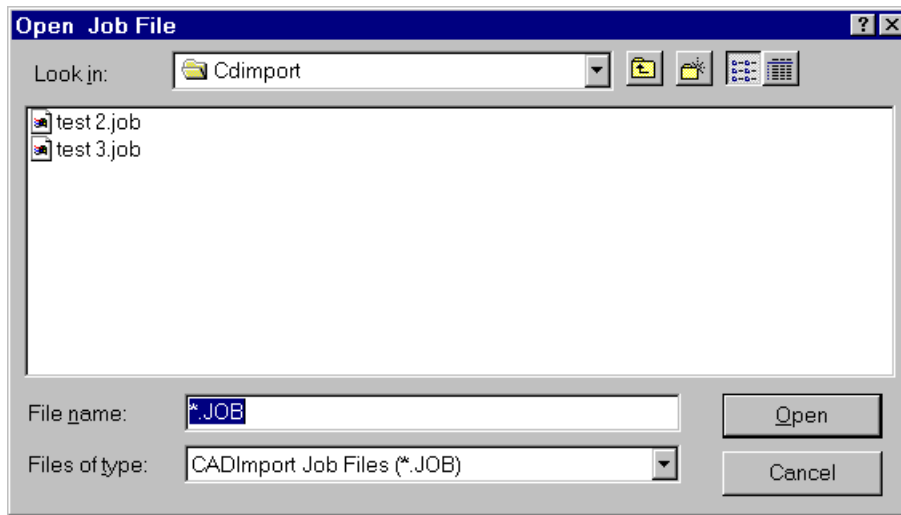 Open Job File
Look in: Cdimport
test 2.job
test 3.job
File name: *.JOB Open
Files of type: CADImport Job Files (*.JOB) Cancel